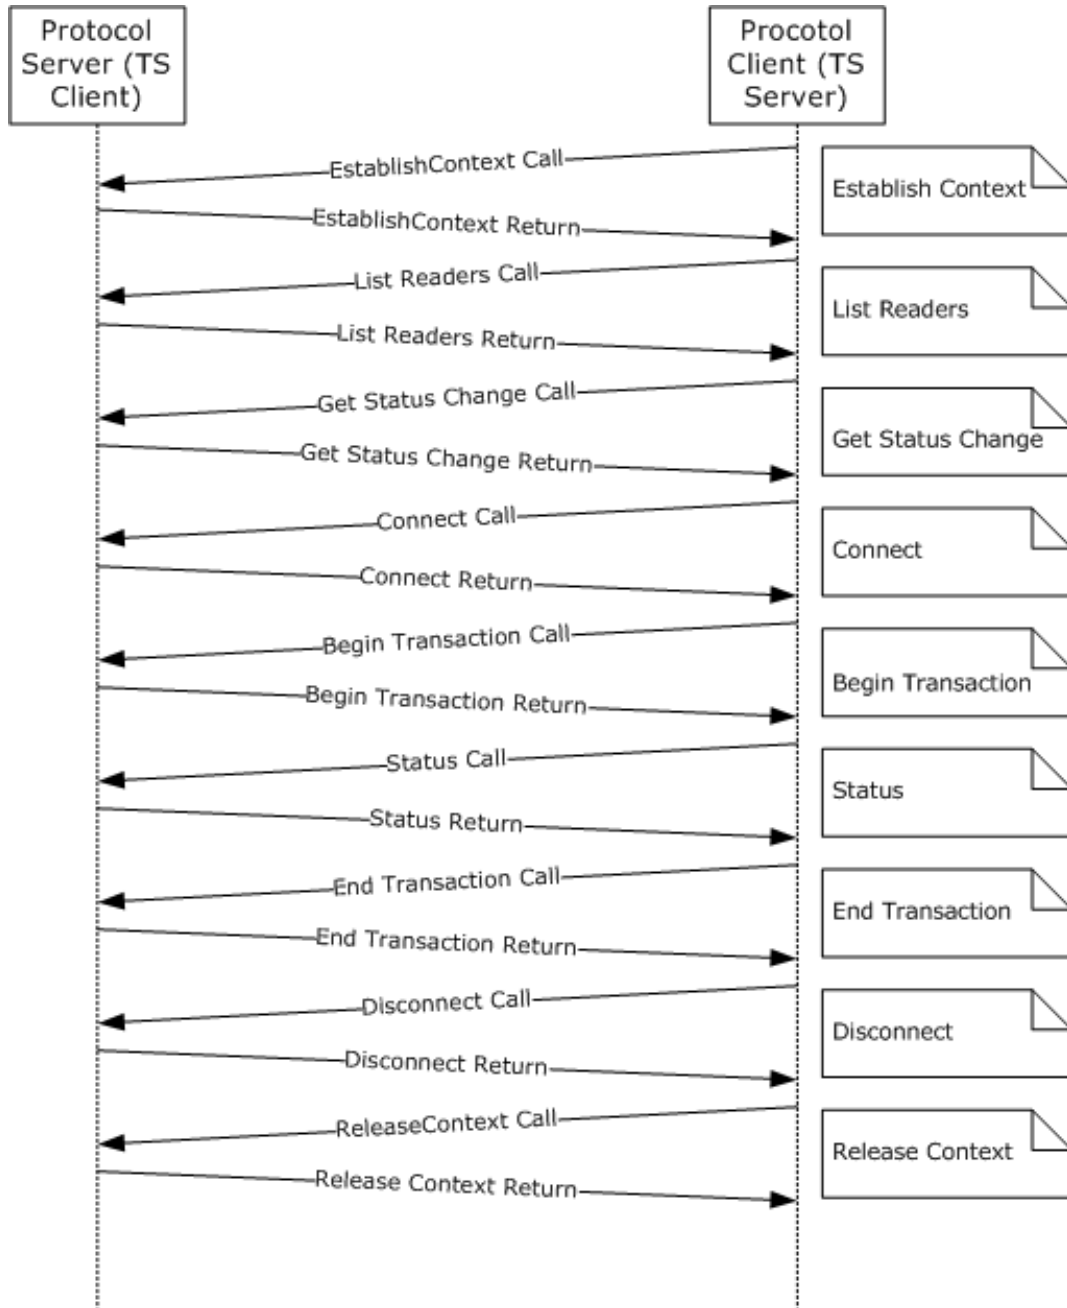 Protocol
Server (TS
Client)
Procotol
Client (TS
Server)
EstablishContext Call
Establish Context
EstablishContext Return
List Readers Call
List Readers
List Readers Return
Get Status Change Call
Get Status Change
Get Status Change Return
Connect Call
Connect
Connect Return
Begin Transaction Call
Begin Transaction
Begin Transaction Return
Status Call
Status
Status Return
End Transaction Call
End Transaction
End Transaction Return
Disconnect Call
Disconnect
Disconnect Return
ReleaseContext Call
Release Context
Release Context Return